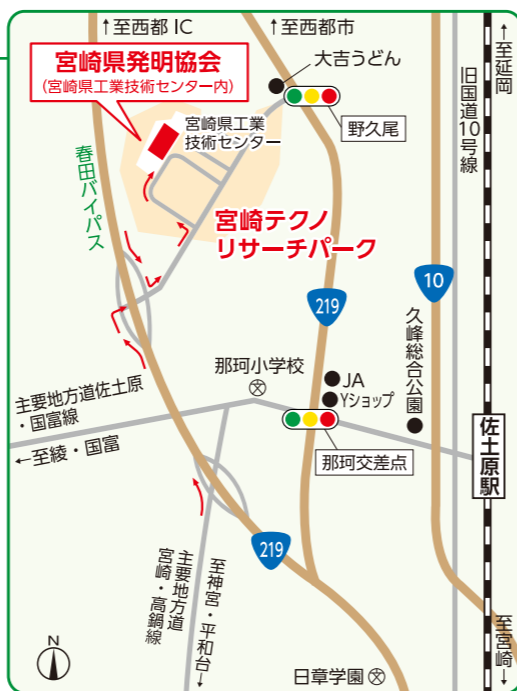 ↑至西都IC
↑至西都市
宮崎県発明協会
(宮崎県工業技術センター内)
大吉うどん
↑至延岡
旧国道10号線
野久尾
宮崎県工業
技術センター
春田バイパス
宮崎テクノ
リサーチパーク
219
10
久峰総合公園
那珂小学校
文
JA
Yショップ
主要地方道佐土原
・国富線
←至綾・国富
那珂交差点
佐土原駅
219
主要地方道
宮崎・高鍋線
至神宮・平和台→
至宮崎→
N
日章学園
文